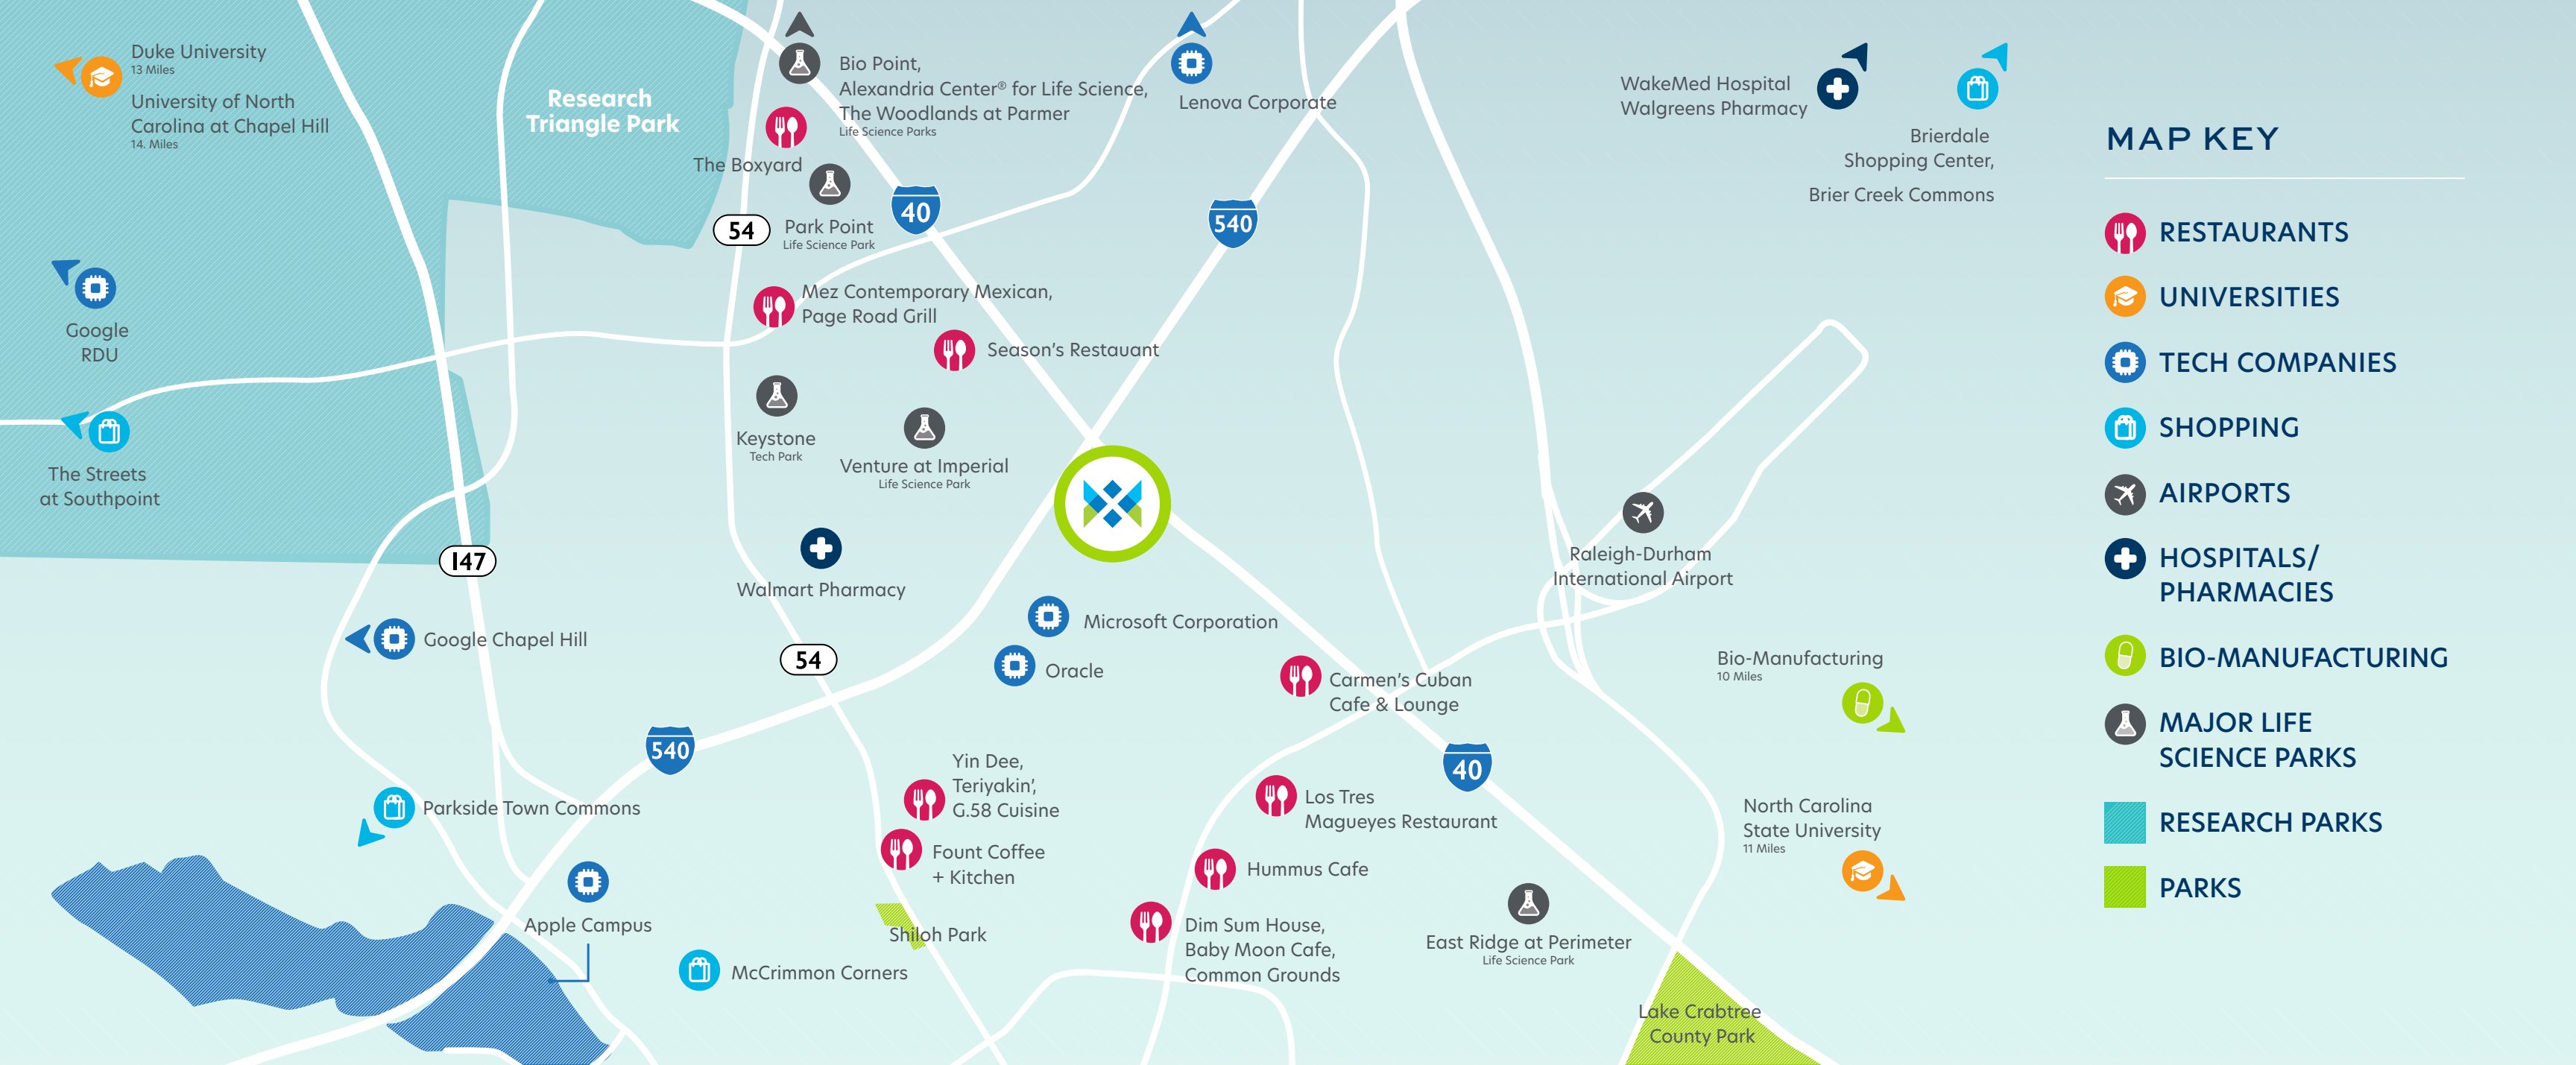 Duke University
13 Miles
University of North
Carolina at Chapel Hill
14. Miles
Research
Triangle Park
Bio Point,
Alexandria Center® for Life Science,
The Woodlands at Parmer
Life Science Parks
The Boxyard
54
Park Point
Life Science Park
40
Lenova Corporate
540
WakeMed Hospital
Walgreens Pharmacy
Brierdale
Shopping Center,
Brier Creek Commons
Google
RDU
Mez Contemporary Mexican,
Page Road Grill
Season's Restauant
The Streets
at Southpoint
Keystone
Tech Park
Venture at Imperial
Life Science Park
147
Walmart Pharmacy
Raleigh-Durham
International Airport
Google Chapel Hill
54
Microsoft Corporation
Oracle
Carmen's Cuban
Cafe & Lounge
Bio-Manufacturing
10 Miles
540
40
Parkside Town Commons
Yin Dee,
Teriyakin',
G.58 Cuisine
Fount Coffee
+ Kitchen
Los Tres
Magueyes Restaurant
Hummus Cafe
North Carolina
State University
11 Miles
Apple Campus
Shiloh Park
McCrimmon Corners
Dim Sum House,
Baby Moon Cafe,
Common Grounds
East Ridge at Perimeter
Life Science Park
Lake Crabtree
County Park
MAP KEY
RESTAURANTS
UNIVERSITIES
TECH COMPANIES
SHOPPING
AIRPORTS
HOSPITALS/
PHARMACIES
BIO-MANUFACTURING
MAJOR LIFE
SCIENCE PARKS
RESEARCH PARKS
PARKS